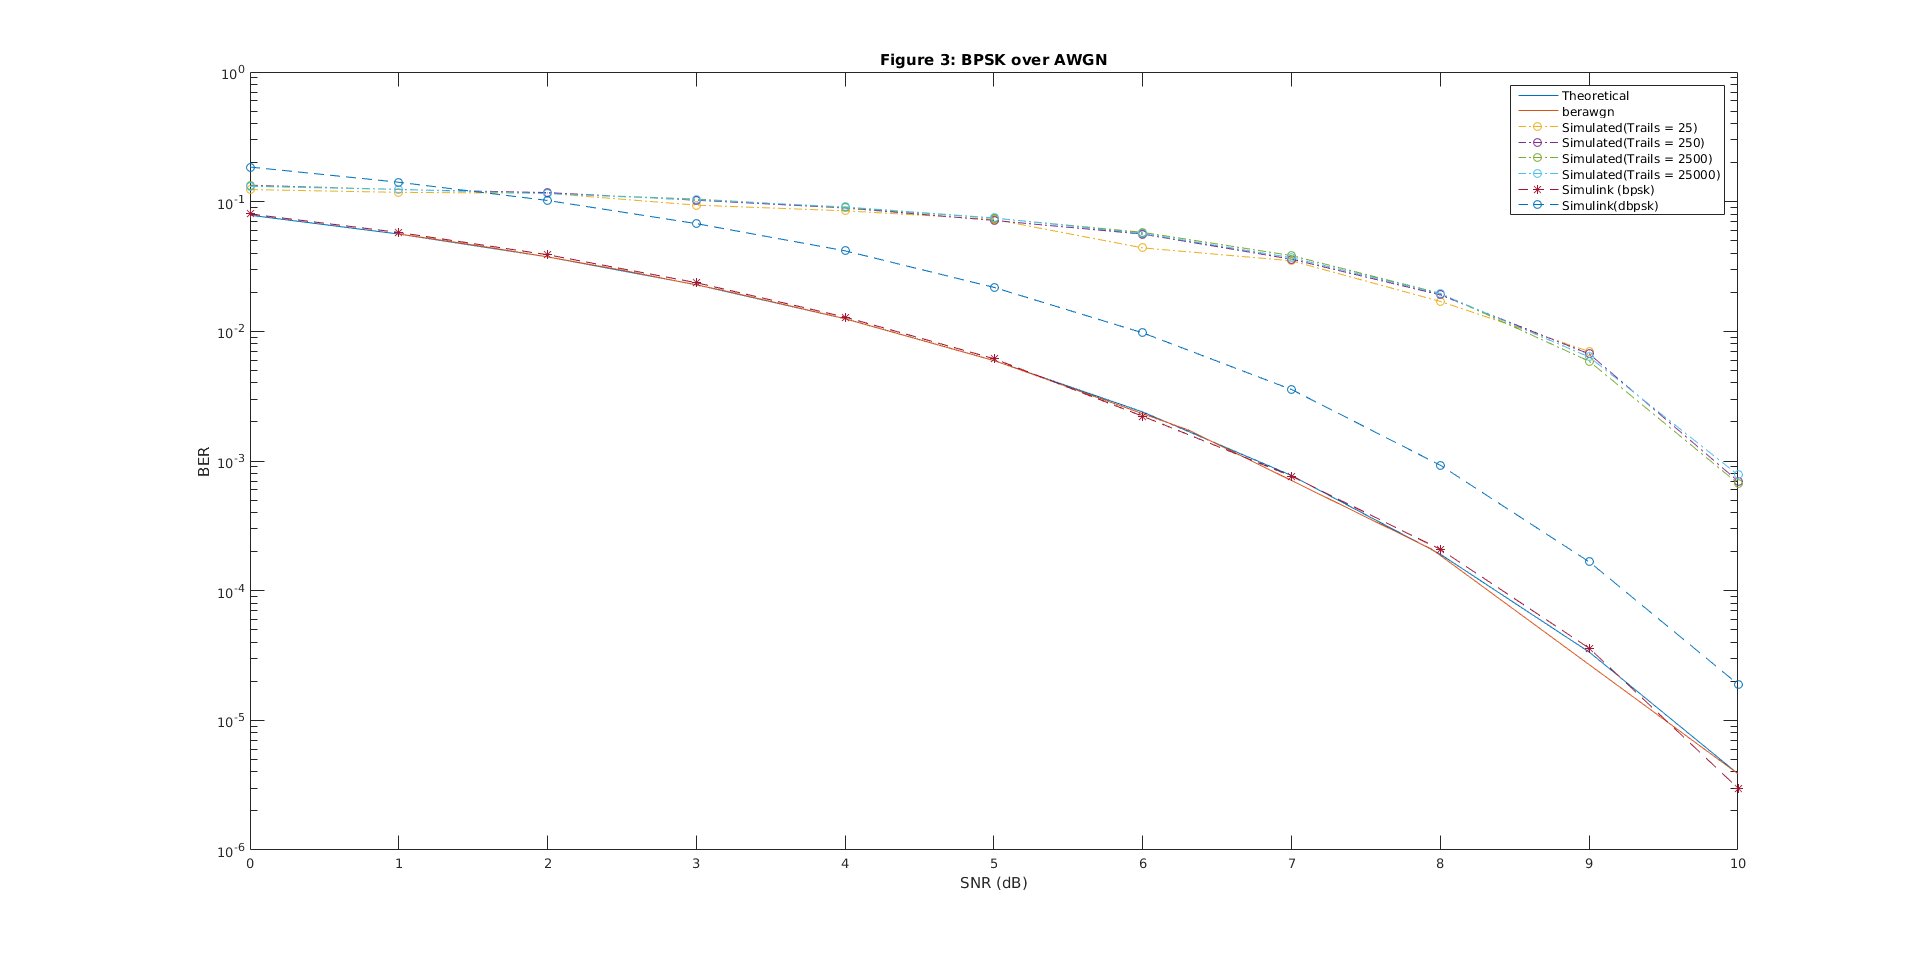 Figure 3: BPSK over AWGN
Theoretical
berawgn
Simulated(Trails = 25)
Simulated(Trails = 250)
Simulated(Trails = 2500)
Simulated(Trails = 25000)
Simulink (bpsk)
Simulink(dbpsk)
BER
10^0
10^-1
10^-2
10^-3
10^-4
10^-5
10^-6
0 1 2 3 4 5 6 7 8 9 10
SNR (dB)